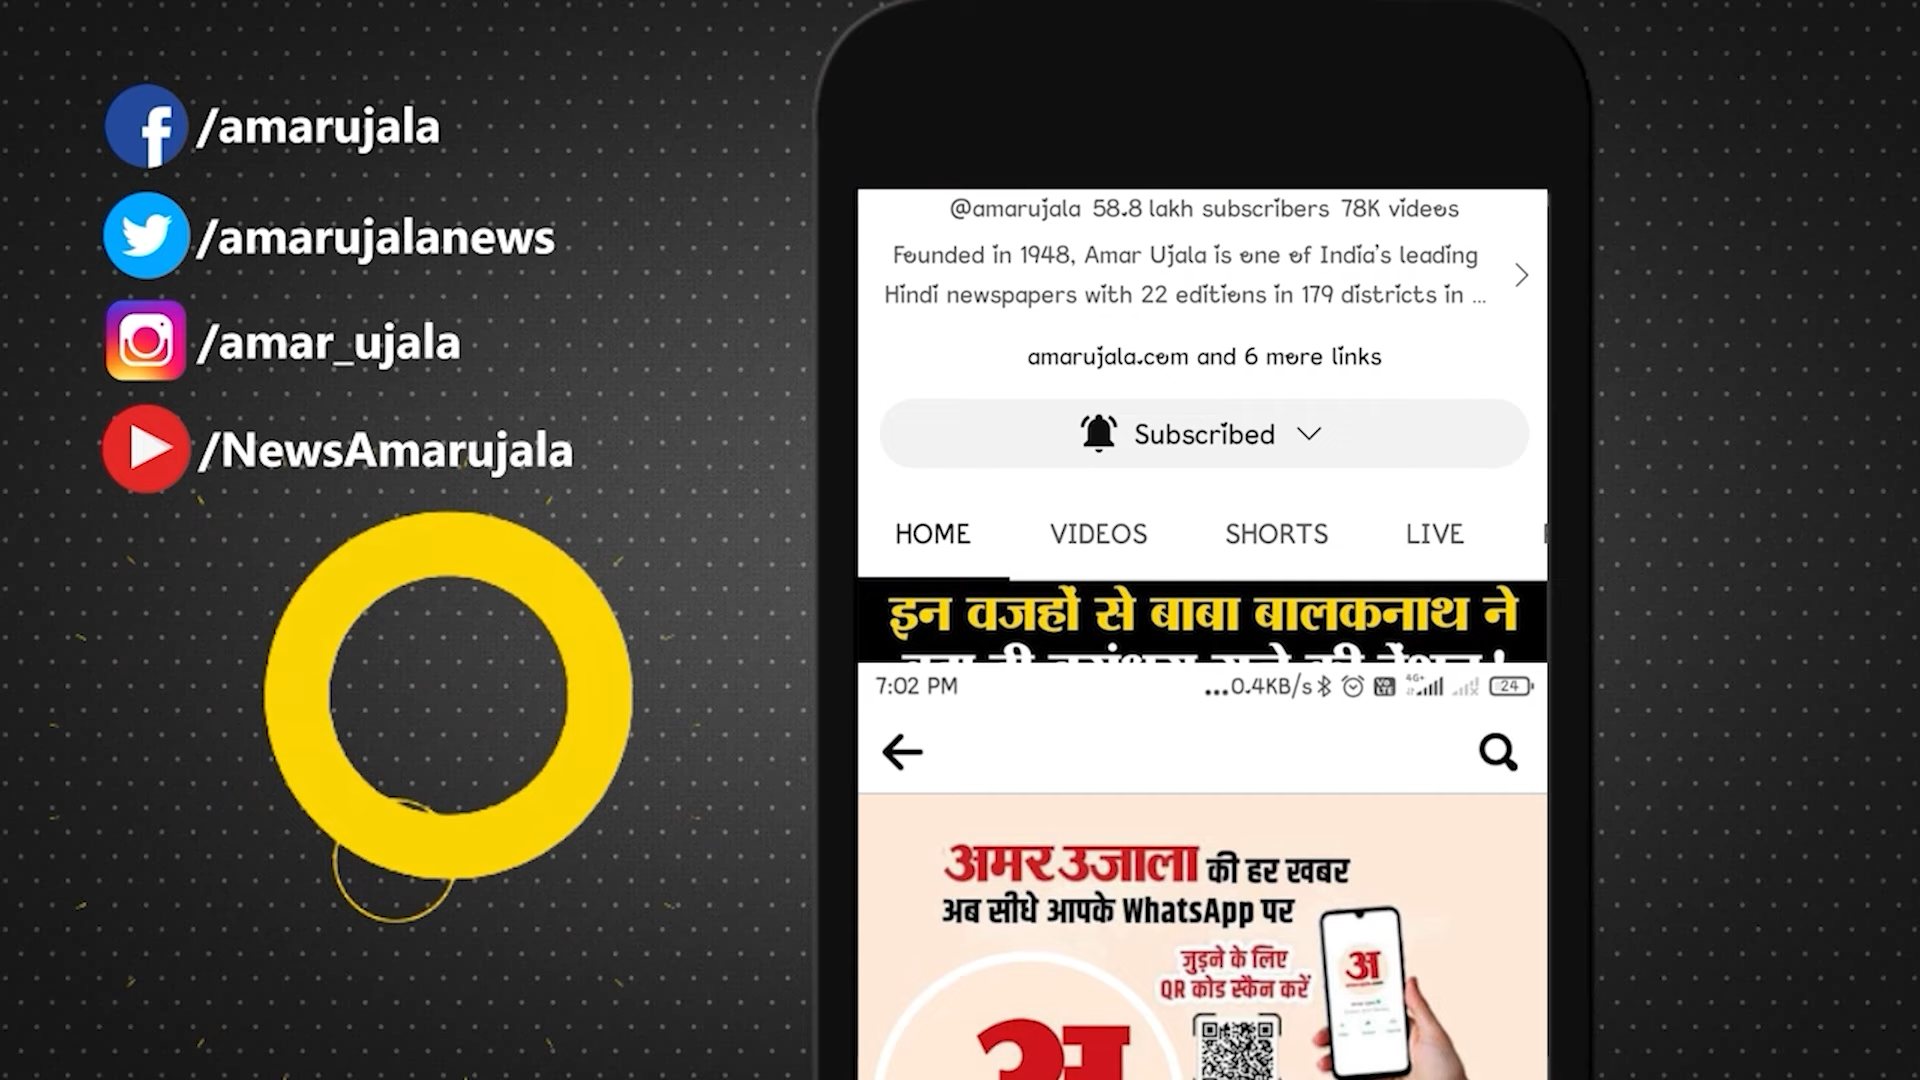 /amarujala
/amarujalanews
/amar_ujala
/NewsAmarujala
@amarujala 58.8 lakh subscribers 78K videos
Founded in 1948, Amar Ujala is one of India's leading
Hindi newspapers with 22 editions in 179 districts in ...
amarujala.com and 6 more links
Subscribed
HOME VIDEOS SHORTS LIVE
इन वजहों से बाबा बालकनाथ ने
7:02 PM ...0.4KB/s 4G+ 24
अमर उजाला की हर खबर
अब सीधे आपके WhatsApp पर
जुड़ने के लिए
QR कोड स्कैन करें
अ
अ